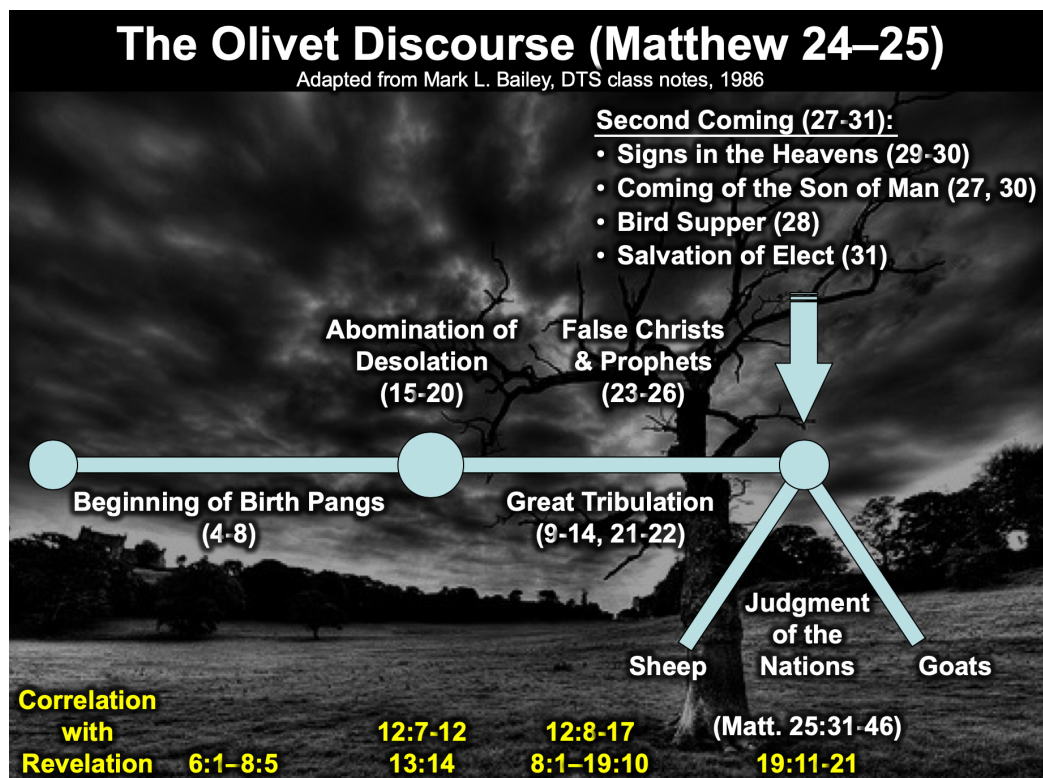 The Olivet Discourse (Matthew 24–25)
Adapted from Mark L. Bailey, DTS class notes, 1986
Second Coming (27-31):
• Signs in the Heavens (29-30)
• Coming of the Son of Man (27, 30)
• Bird Supper (28)
• Salvation of Elect (31)
Abomination of
Desolation
(15-20)
False Christs
& Prophets
(23-26)
Beginning of Birth Pangs
(4-8)
Great Tribulation
(9-14, 21-22)
Judgment
of the
Nations
Sheep
Goats
(Matt. 25:31-46)
Correlation
with
Revelation
6:1–8:5
12:7-12
13:14
12:8-17
8:1–19:10
19:11-21